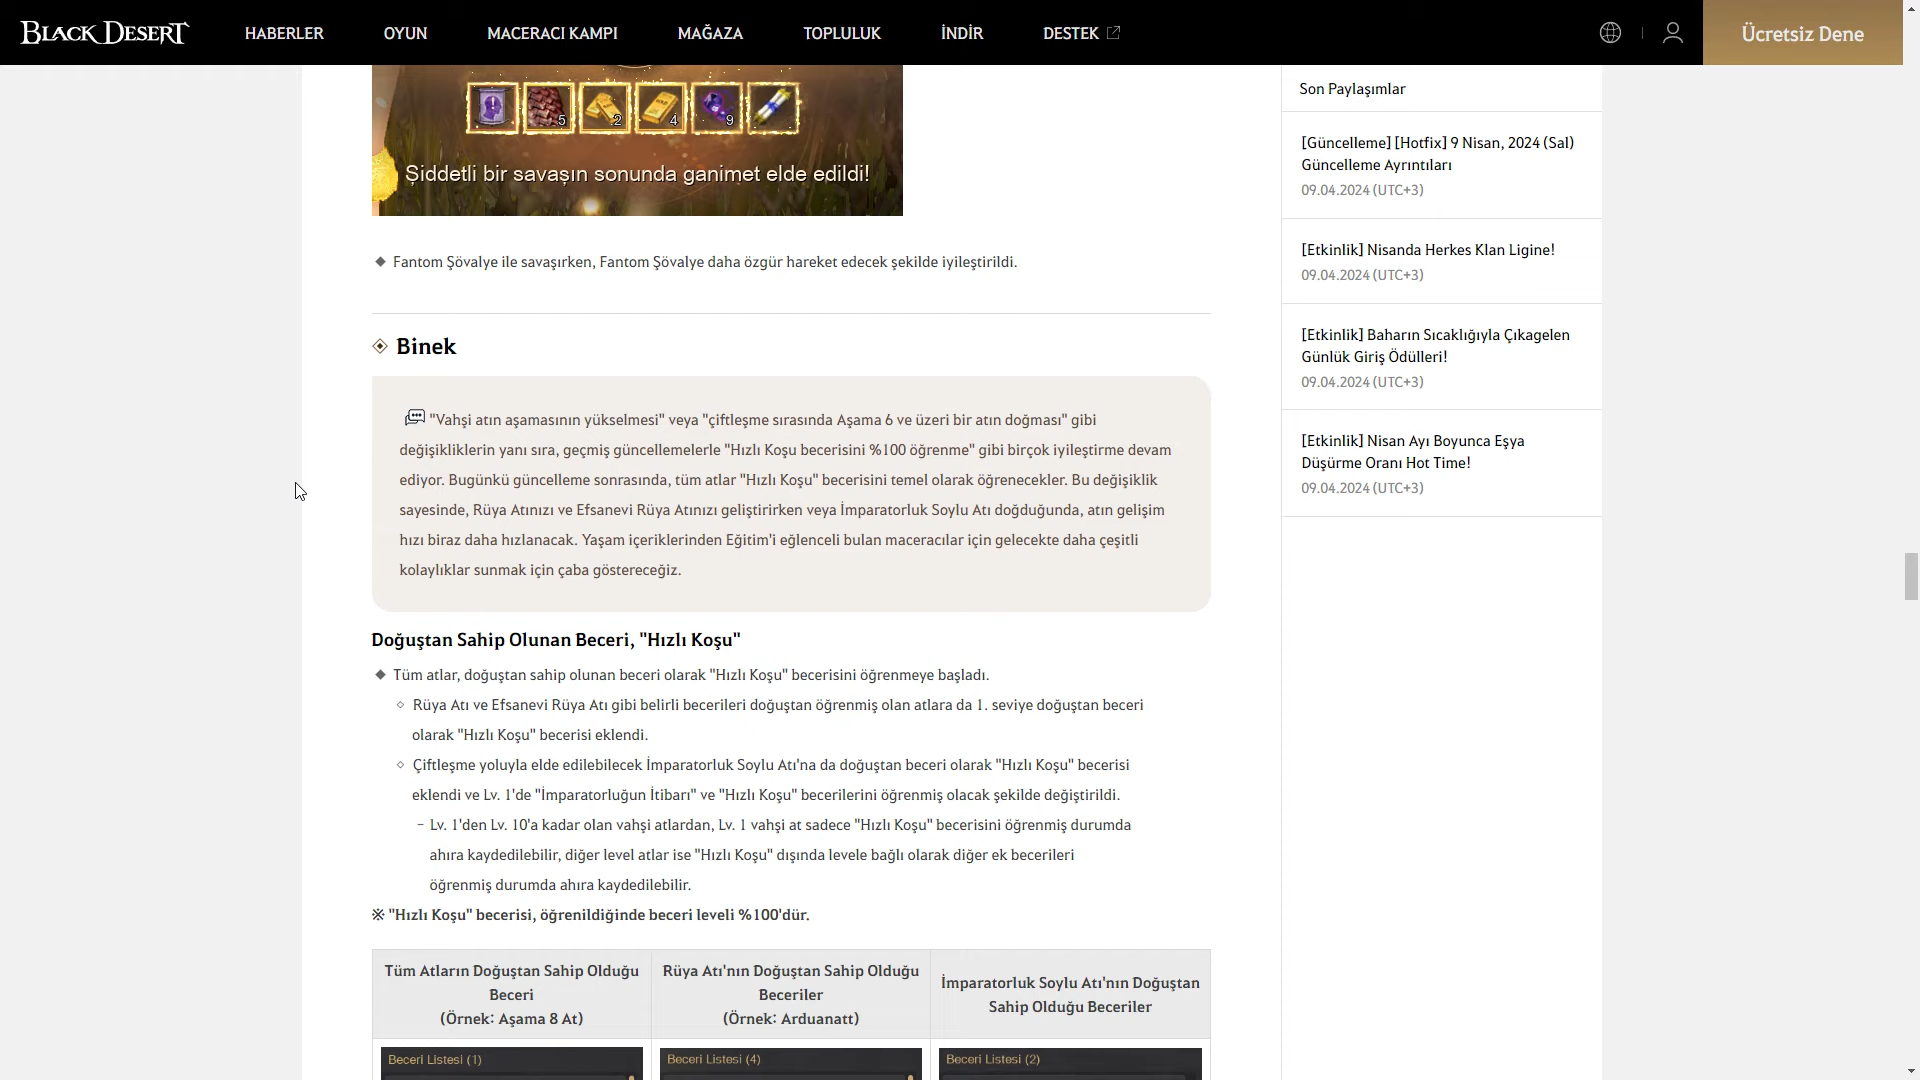 BLACK DESERT HABERLER OYUN MACERACI KAMPI MAĞAZA TOPLULUK İNDİR DESTEK Ücretsiz Dene
5 2 4 9
Şiddetli bir savaşın sonunda ganimet elde edildi!
◆ Fantom Şövalye ile savaşırken, Fantom Şövalye daha özgür hareket edecek şekilde iyileştirildi.
Binek
"Vahşi atın aşamasının yükselmesi" veya "çiftleşme sırasında Aşama 6 ve üzeri bir atın doğması" gibi
değişikliklerin yanı sıra, geçmiş güncellemelerle "Hızlı Koşu becerisini %100 öğrenme" gibi birçok iyileştirme devam
ediyor. Bugünkü güncelleme sonrasında, tüm atlar "Hızlı Koşu" becerisini temel olarak öğrenecekler. Bu değişiklik
sayesinde, Rüya Atınızı ve Efsanevi Rüya Atınızı geliştirirken veya İmparatorluk Soylu Atı doğduğunda, atın gelişim
hızı biraz daha hızlanacak. Yaşam içeriklerinden Eğitim'i eğlenceli bulan maceracılar için gelecekte daha çeşitli
kolaylıklar sunmak için çaba göstereceğiz.
Doğuştan Sahip Olunan Beceri, "Hızlı Koşu"
◆ Tüm atlar, doğuştan sahip olunan beceri olarak "Hızlı Koşu" becerisini öğrenmeye başladı.
◇ Rüya Atı ve Efsanevi Rüya Atı gibi belirli becerileri doğuştan öğrenmiş olan atlara da 1. seviye doğuştan beceri
olarak "Hızlı Koşu" becerisi eklendi.
◇ Çiftleşme yoluyla elde edilebilecek İmparatorluk Soylu Atı'na da doğuştan beceri olarak "Hızlı Koşu" becerisi
eklendi ve Lv. 1'de "İmparatorluğun İtibarı" ve "Hızlı Koşu" becerilerini öğrenmiş olacak şekilde değiştirildi.
- Lv. 1'den Lv. 10'a kadar olan vahşi atlardan, Lv. 1 vahşi at sadece "Hızlı Koşu" becerisini öğrenmiş durumda
ahıra kaydedilebilir, diğer level atlar ise "Hızlı Koşu" dışında levele bağlı olarak diğer ek becerileri
öğrenmiş durumda ahıra kaydedilebilir.
※ "Hızlı Koşu" becerisi, öğrenildiğinde beceri leveli %100'dür.
Tüm Atların Doğuştan Sahip Olduğu
Beceri
(Örnek: Aşama 8 At)
Rüya Atı'nın Doğuştan Sahip Olduğu
Beceriler
(Örnek: Arduanatt)
İmparatorluk Soylu Atı'nın Doğuştan
Sahip Olduğu Beceriler
Beceri Listesi (1)
Beceri Listesi (4)
Beceri Listesi (2)
Son Paylaşımlar
[Güncelleme] [Hotfix] 9 Nisan, 2024 (Sal)
Güncelleme Ayrıntıları
09.04.2024 (UTC+3)
[Etkinlik] Nisanda Herkes Klan Ligine!
09.04.2024 (UTC+3)
[Etkinlik] Baharın Sıcaklığıyla Çıkagelen
Günlük Giriş Ödülleri!
09.04.2024 (UTC+3)
[Etkinlik] Nisan Ayı Boyunca Eşya
Düşürme Oranı Hot Time!
09.04.2024 (UTC+3)